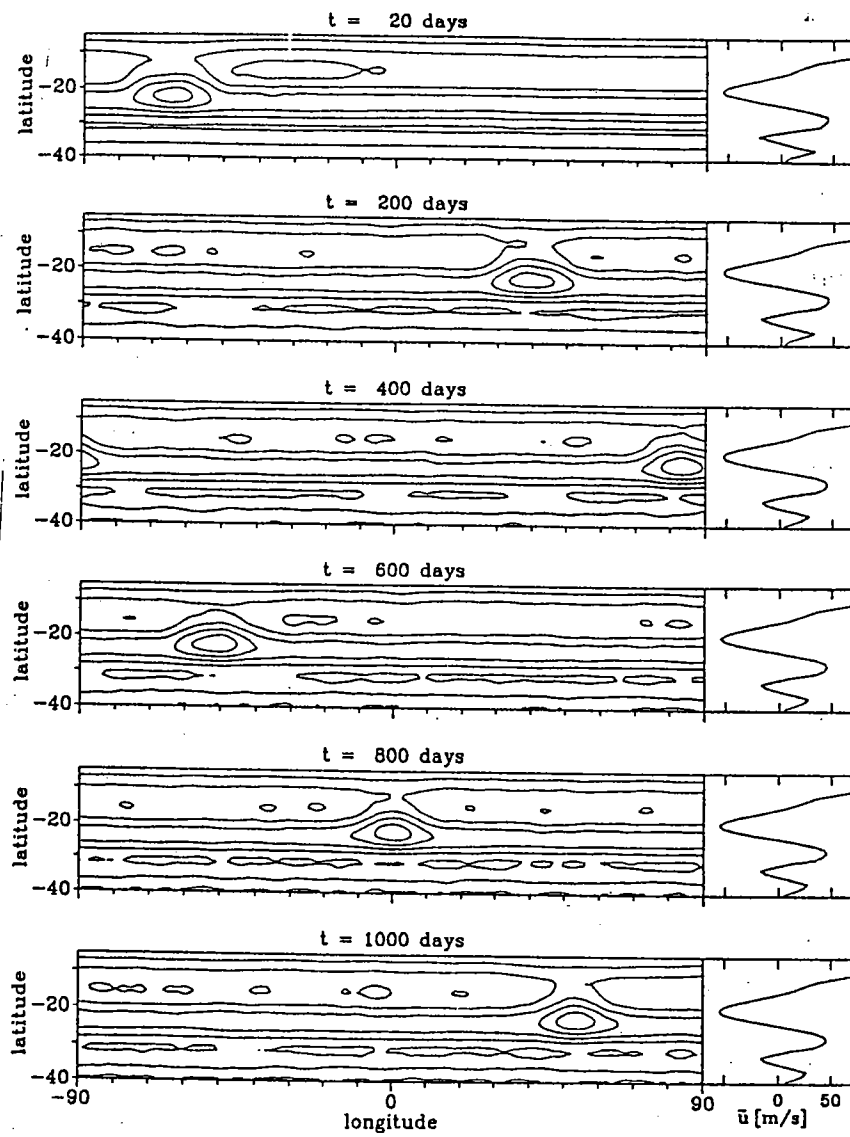 t = 20 days
latitude
-20
-40
t = 200 days
latitude
-20
-40
t = 400 days
latitude
-20
-40
t = 600 days
latitude
-20
-40
t = 800 days
latitude
-20
-40
t = 1000 days
latitude
-20
-40
-90 0 90 0 50
longitude ū [m/s]